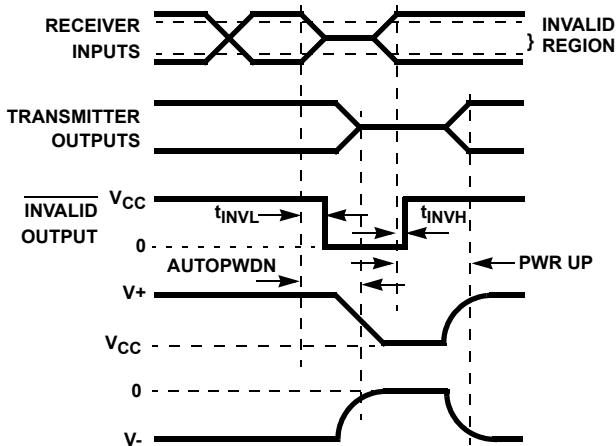 RECEIVER
INPUTS
INVALID
} REGION
TRANSMITTER
OUTPUTS
INVALID
OUTPUT
VCC
0
tINVL
tINVH
AUTOPWDN
PWR UP
V+
VCC
0
V-